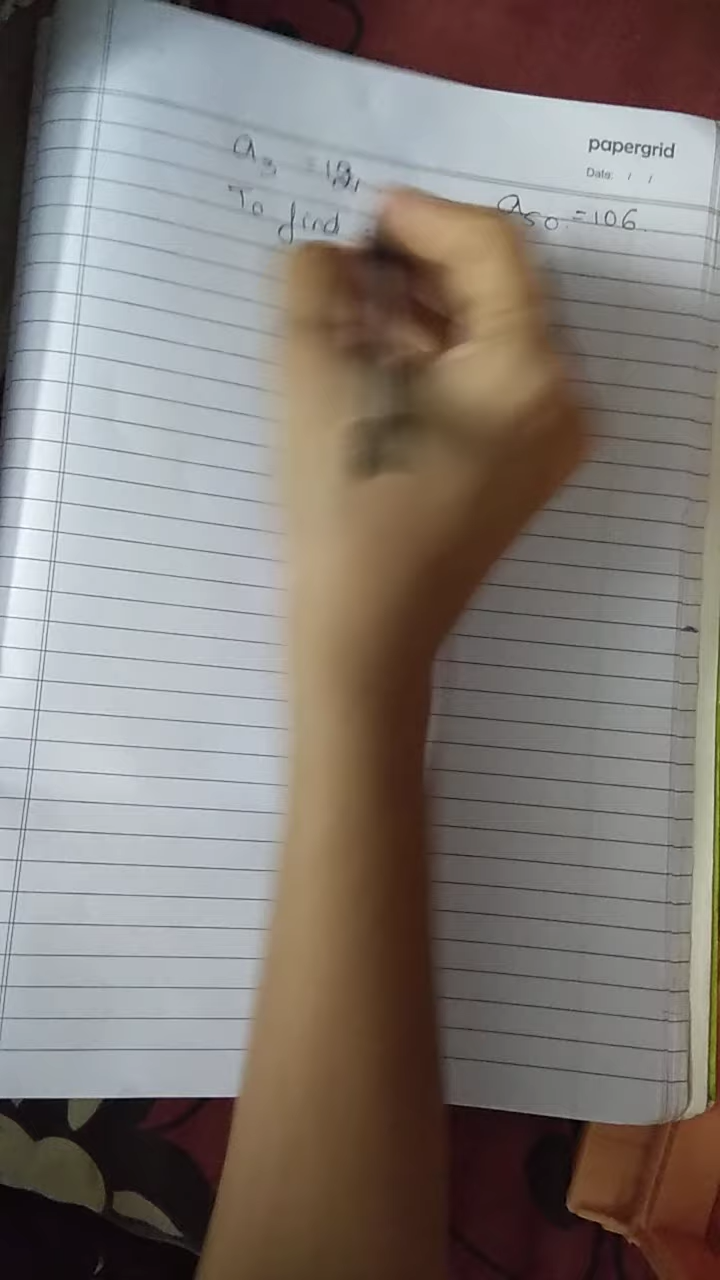 papergrid
Date: / /
a₃ = 12,
a₅₀ = 106
To find